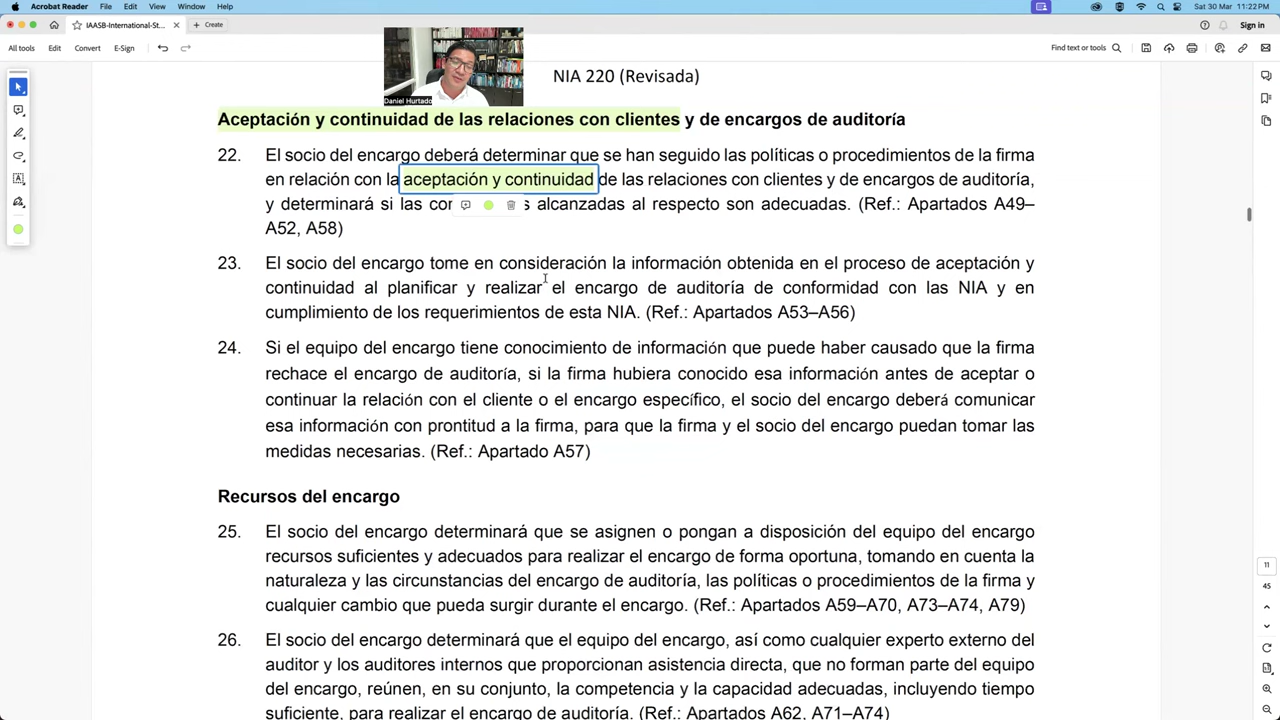 Acrobat Reader File Edit View Window Help Sat 30 Mar 11:22 PM
IAASB-International-St... Create Sign in
All tools Edit Convert E-Sign Find text or tools
Daniel Hurtado
NIA 220 (Revisada)
Aceptación y continuidad de las relaciones con clientes y de encargos de auditoría
22. El socio del encargo deberá determinar que se han seguido las políticas o procedimientos de la firma
en relación con la aceptación y continuidad de las relaciones con clientes y de encargos de auditoría,
y determinará si las alcanzadas al respecto son adecuadas. (Ref.: Apartados A49–
A52, A58)
23. El socio del encargo tome en consideración la información obtenida en el proceso de aceptación y
continuidad al planificar y realizar el encargo de auditoría de conformidad con las NIA y en
cumplimiento de los requerimientos de esta NIA. (Ref.: Apartados A53–A56)
24. Si el equipo del encargo tiene conocimiento de información que puede haber causado que la firma
rechace el encargo de auditoría, si la firma hubiera conocido esa información antes de aceptar o
continuar la relación con el cliente o el encargo específico, el socio del encargo deberá comunicar
esa información con prontitud a la firma, para que la firma y el socio del encargo puedan tomar las
medidas necesarias. (Ref.: Apartado A57)
Recursos del encargo
25. El socio del encargo determinará que se asignen o pongan a disposición del equipo del encargo
recursos suficientes y adecuados para realizar el encargo de forma oportuna, tomando en cuenta la
naturaleza y las circunstancias del encargo de auditoría, las políticas o procedimientos de la firma y
cualquier cambio que pueda surgir durante el encargo. (Ref.: Apartados A59–A70, A73–A74, A79)
26. El socio del encargo determinará que el equipo del encargo, así como cualquier experto externo del
auditor y los auditores internos que proporcionan asistencia directa, que no forman parte del equipo
del encargo, reúnen, en su conjunto, la competencia y la capacidad adecuadas, incluyendo tiempo
suficiente, para realizar el encargo de auditoría. (Ref.: Apartados A62, A71–A74)
11
45